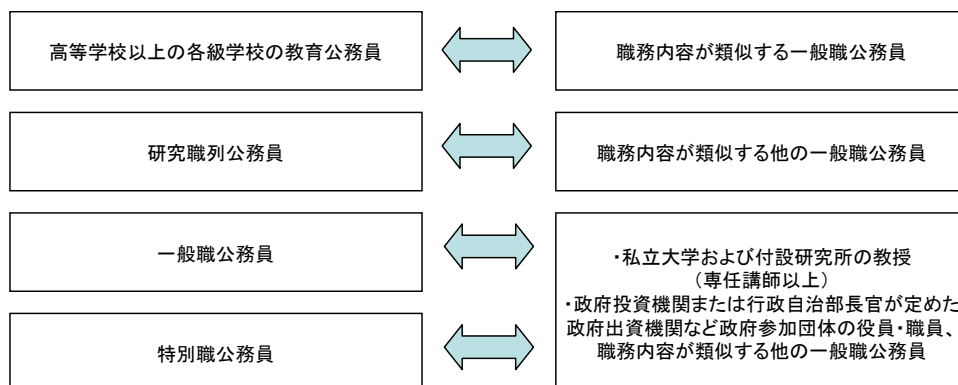 高等学校以上の各級学校の教育公務員
職務内容が類似する一般職公務員
研究職列公務員
職務内容が類似する他の一般職公務員
一般職公務員
特別職公務員
・私立大学および付設研究所の教授
（専任講師以上）
・政府投資機関または行政自治部長官が定めた
政府出資機関など政府参加団体の役員・職員、
職務内容が類似する他の一般職公務員